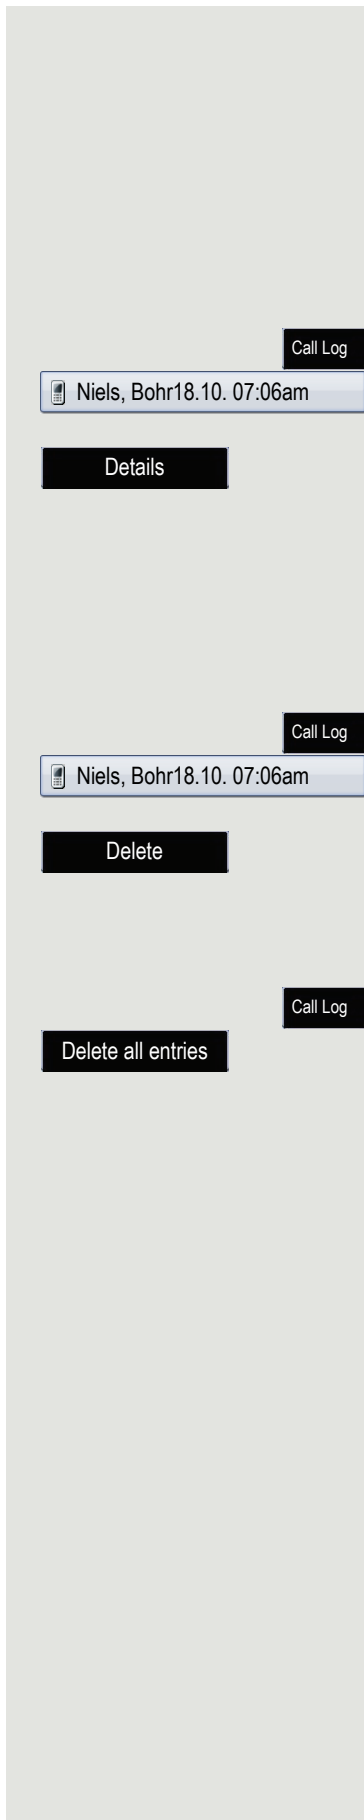 Call Log
Niels, Bohr18.10. 07:06am
Details
Call Log
Niels, Bohr18.10. 07:06am
Delete
Call Log
Delete all entries